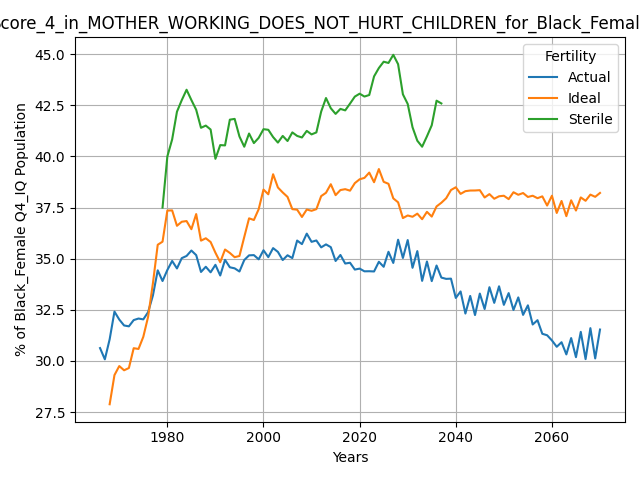 core_4_in_MOTHER_WORKING_DOES_NOT_HURT_CHILDREN_for_Black_Femal
% of Black_Female Q4_IQ Population
45.0
42.5
40.0
37.5
35.0
32.5
30.0
27.5
Fertility
Actual
Ideal
Sterile
1980
2000
2020
2040
2060
Years